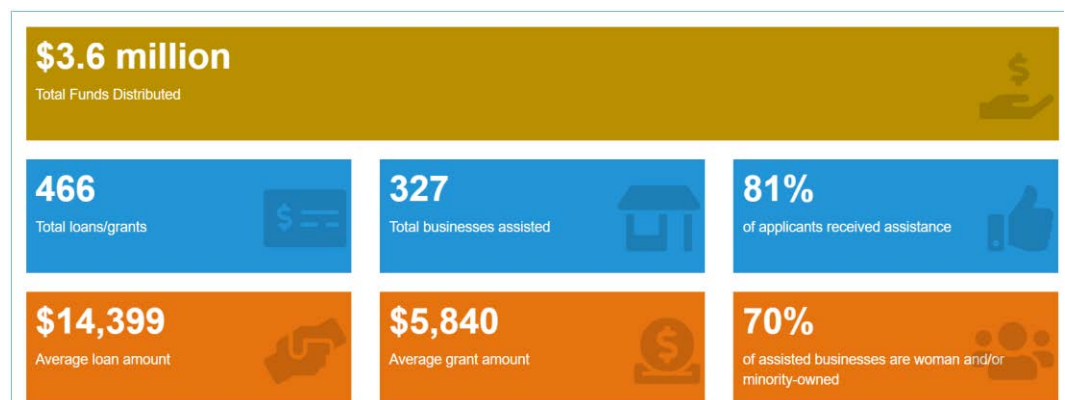 $3.6 million
Total Funds Distributed
466
Total loans/grants
327
Total businesses assisted
81%
of applicants received assistance
$14,399
Average loan amount
$5,840
Average grant amount
70%
of assisted businesses are woman and/or
minority-owned